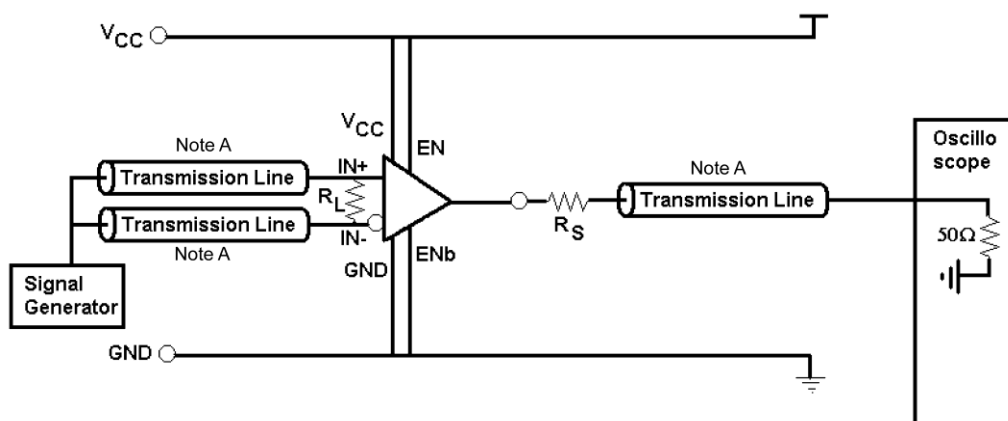 VCC
VCC
EN
Note A
Transmission Line
IN+
RL
Transmission Line
IN-
Note A
GND
ENb
Signal
Generator
GND
RS
Note A
Transmission Line
Oscillo
scope
50Ω